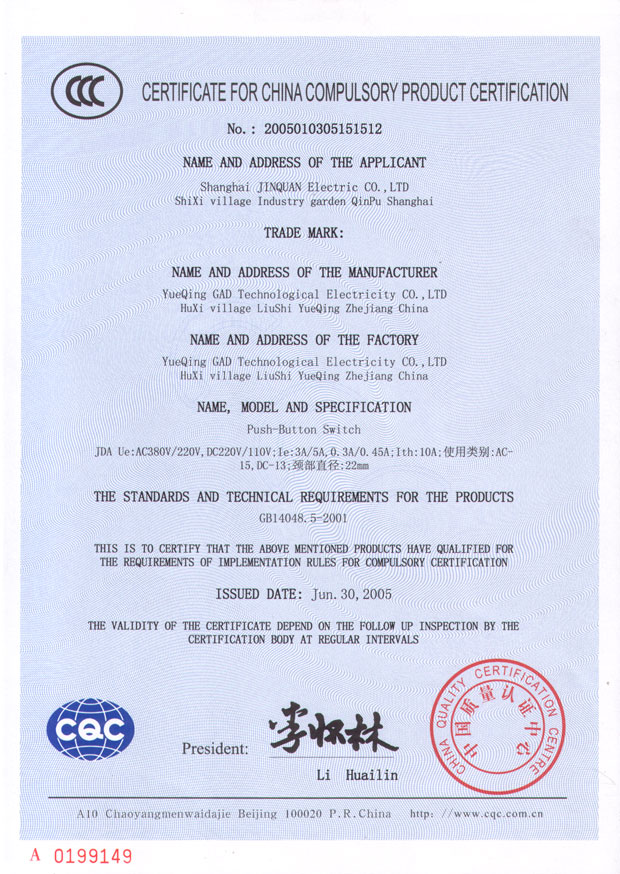 CCC
CERTIFICATE FOR CHINA COMPULSORY PRODUCT CERTIFICATION
No.: 2005010305151512
NAME AND ADDRESS OF THE APPLICANT
Shanghai JINQUAN Electric CO.,LTD
ShiXi village Industry garden QinPu Shanghai
TRADE MARK:
NAME AND ADDRESS OF THE MANUFACTURER
YueQing GAD Technological Electricity CO.,LTD
HuXi village LiuShi YueQing Zhejiang China
NAME AND ADDRESS OF THE FACTORY
YueQing GAD Technological Electricity CO.,LTD
HuXi village LiuShi YueQing Zhejiang China
NAME, MODEL AND SPECIFICATION
Push-Button Switch
JDA Ue:AC380V/220V,DC220V/110V;Ie:3A/5A,0.3A/0.45A;Ith:10A;使用类别:AC-
15,DC-13;颈部直径:22mm
THE STANDARDS AND TECHNICAL REQUIREMENTS FOR THE PRODUCTS
GB14048.5-2001
THIS IS TO CERTIFY THAT THE ABOVE MENTIONED PRODUCTS HAVE QUALIFIED FOR
THE REQUIREMENTS OF IMPLEMENTATION RULES FOR COMPULSORY CERTIFICATION
ISSUED DATE: Jun.30,2005
THE VALIDITY OF THE CERTIFICATE DEPEND ON THE FOLLOW UP INSPECTION BY THE
CERTIFICATION BODY AT REGULAR INTERVALS
CQC
President:
李怀林
Li Huailin
CHINA QUALITY CERTIFICATION CENTRE
中国质量认证中心
A10 Chaoyangmenwaidajie Beijing 100020 P.R.China http: //www.cqc.com.cn
A 0199149